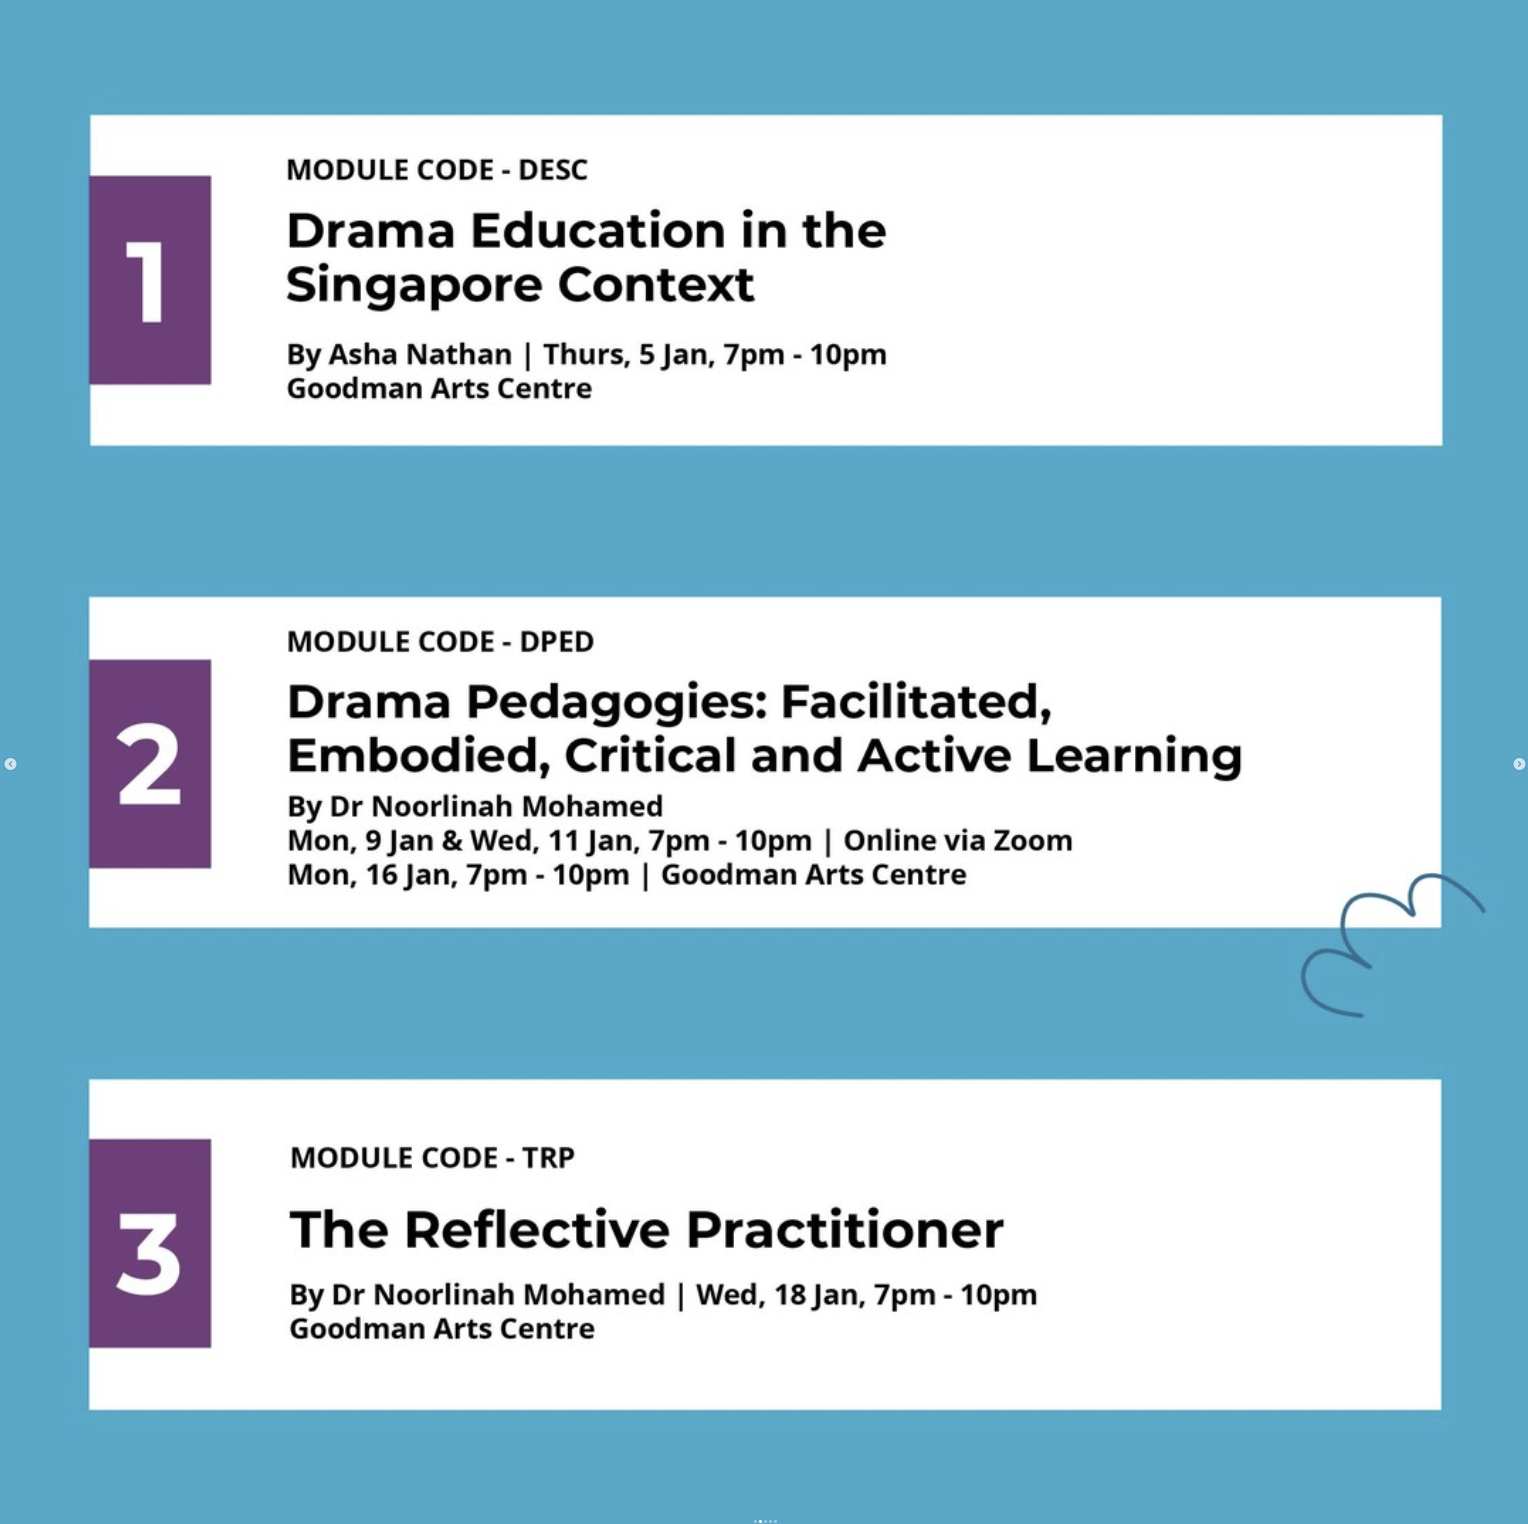 1
MODULE CODE - DESC
Drama Education in the
Singapore Context
By Asha Nathan | Thurs, 5 Jan, 7pm - 10pm
Goodman Arts Centre
2
MODULE CODE - DPED
Drama Pedagogies: Facilitated,
Embodied, Critical and Active Learning
By Dr Noorlinah Mohamed
Mon, 9 Jan & Wed, 11 Jan, 7pm - 10pm | Online via Zoom
Mon, 16 Jan, 7pm - 10pm | Goodman Arts Centre
3
MODULE CODE - TRP
The Reflective Practitioner
By Dr Noorlinah Mohamed | Wed, 18 Jan, 7pm - 10pm
Goodman Arts Centre